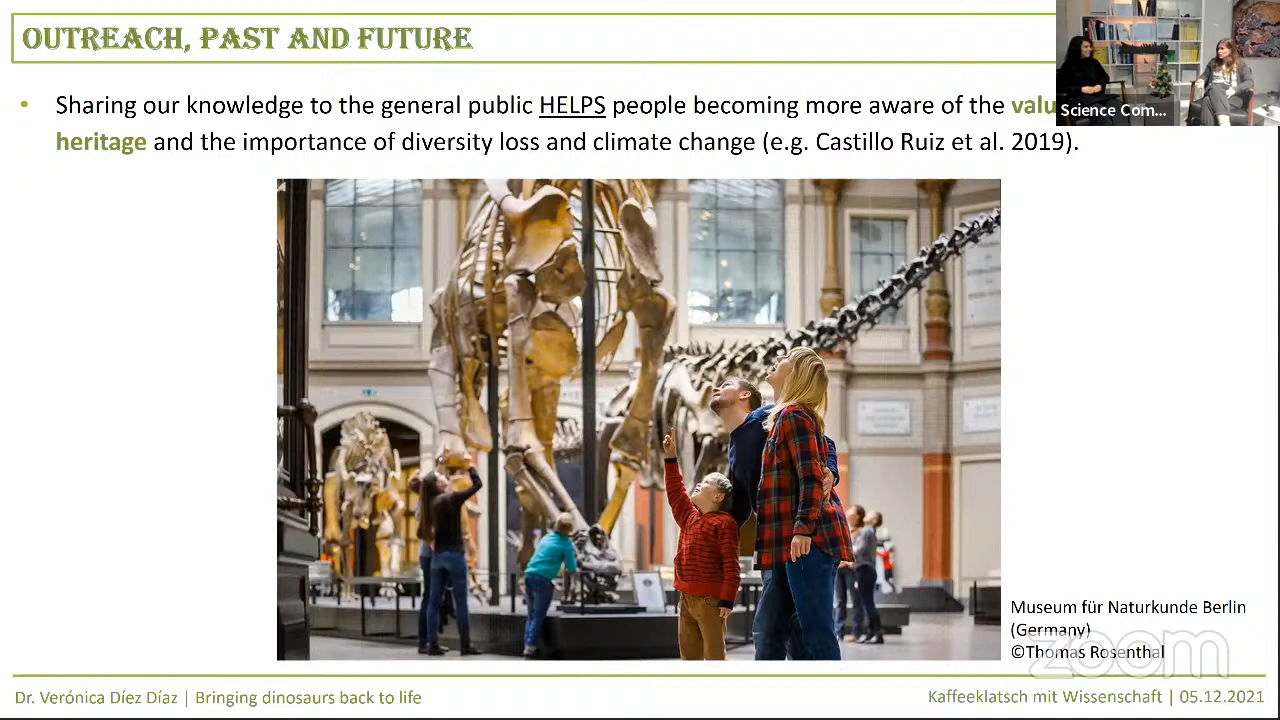 OUTREACH, PAST AND FUTURE
• Sharing our knowledge to the general public HELPS people becoming more aware of the
heritage and the importance of diversity loss and climate change (e.g. Castillo Ruiz et al. 2019).
Science Com...
Museum für Naturkunde Berlin
(Germany)
©Thomas Rosenthal
zoom
Dr. Verónica Díez Díaz | Bringing dinosaurs back to life
Kaffeeklatsch mit Wissenschaft | 05.12.2021